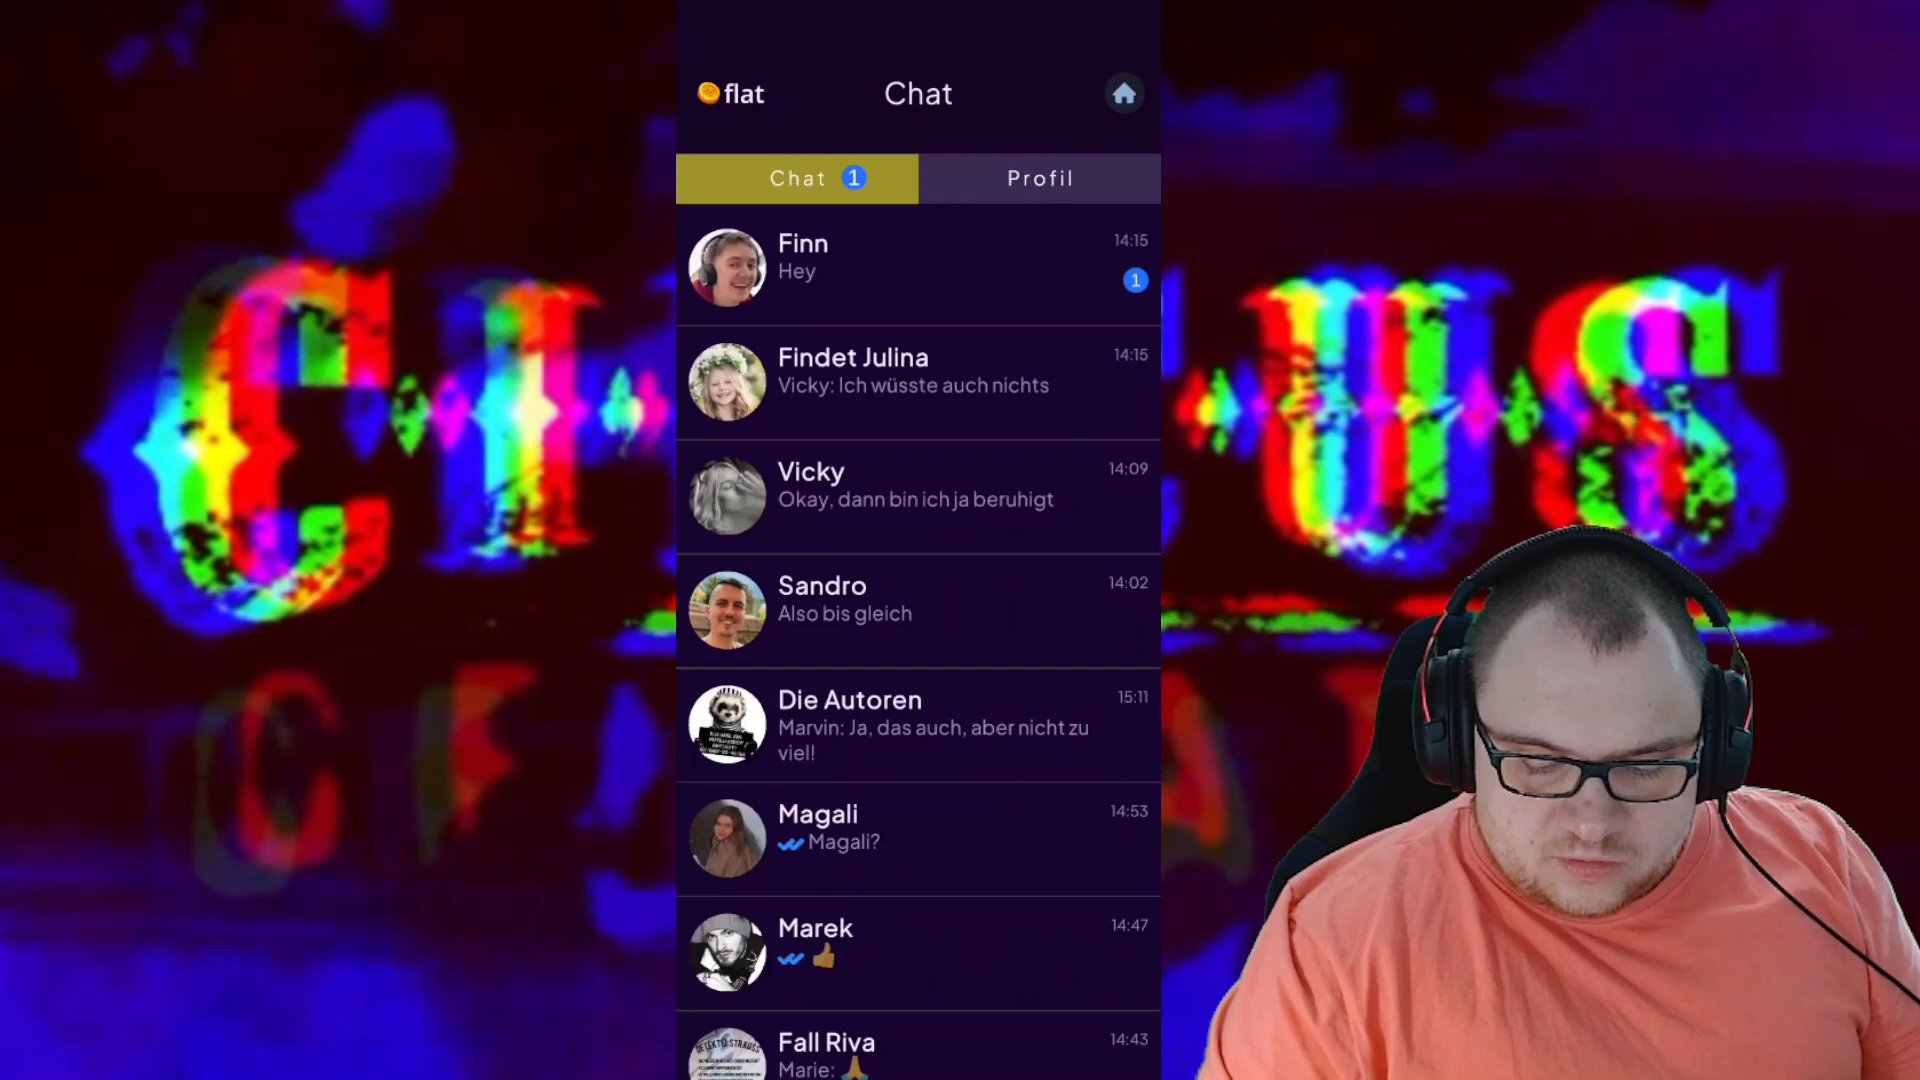 flat
Chat
Chat 1
Profil
Finn
14:15
Hey
1
Findet Julina
14:15
Vicky: Ich wüsste auch nichts
Vicky
14:09
Okay, dann bin ich ja beruhigt
Sandro
14:02
Also bis gleich
Die Autoren
15:11
Marvin: Ja, das auch, aber nicht zu
viel!
Magali
14:53
Magali?
Marek
14:47
👍
Fall Riva
14:43
Marie: 🙏
DETEKTEI STRAUSS